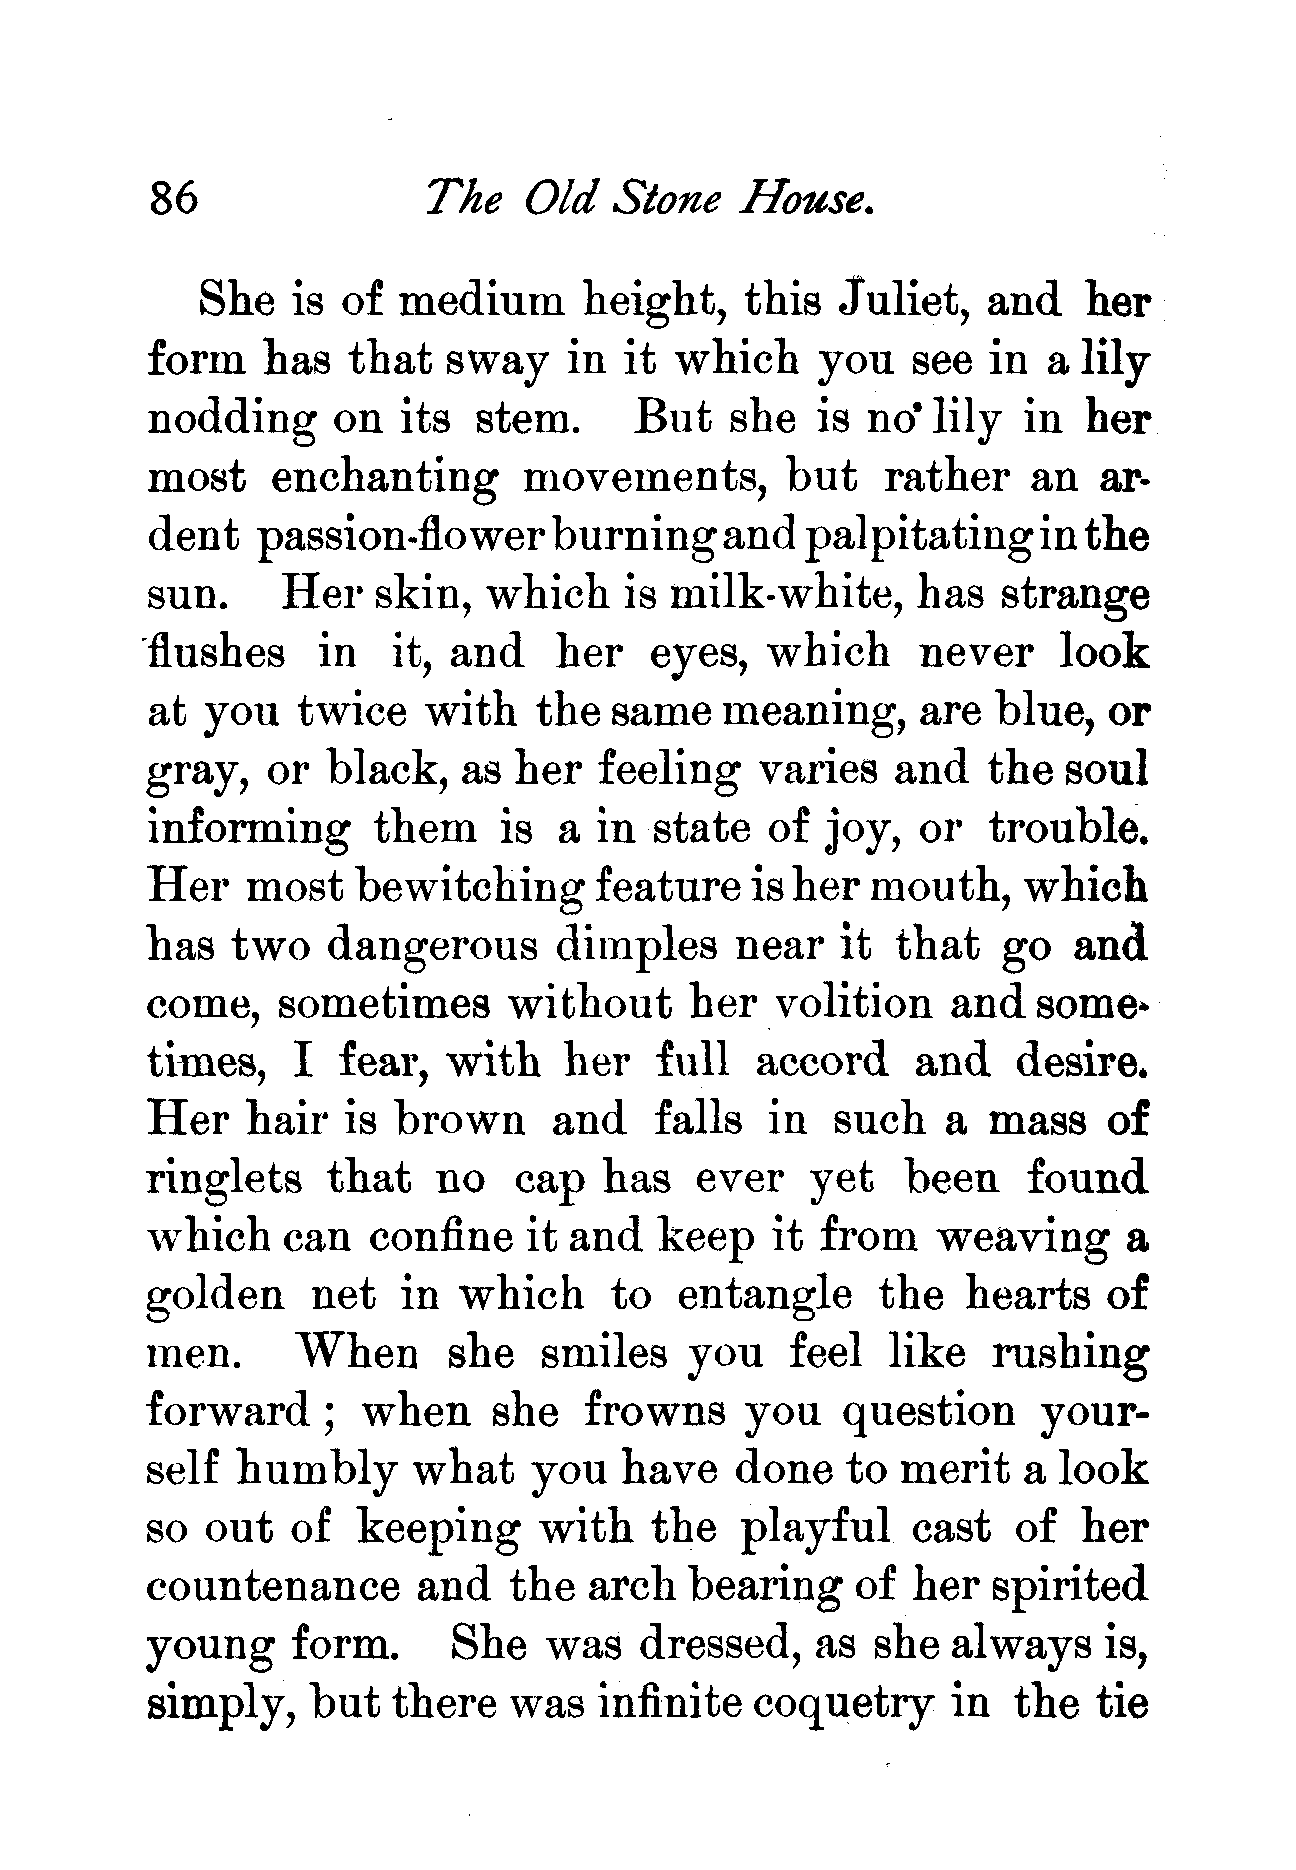 86 The Old Stone House.
She is of medium height, this Juliet, and her
form has that sway in it which you see in a lily
nodding on its stem. But she is no lily in her
most enchanting movements, but rather an ar-
dent passion-flower burning and palpitating in the
sun. Her skin, which is milk-white, has strange
flushes in it, and her eyes, which never look
at you twice with the same meaning, are blue, or
gray, or black, as her feeling varies and the soul
informing them is a in state of joy, or trouble.
Her most bewitching feature is her mouth, which
has two dangerous dimples near it that go and
come, sometimes without her volition and some-
times, I fear, with her full accord and desire.
Her hair is brown and falls in such a mass of
ringlets that no cap has ever yet been found
which can confine it and keep it from weaving a
golden net in which to entangle the hearts of
men. When she smiles you feel like rushing
forward ; when she frowns you question your-
self humbly what you have done to merit a look
so out of keeping with the playful cast of her
countenance and the arch bearing of her spirited
young form. She was dressed, as she always is,
simply, but there was infinite coquetry in the tie